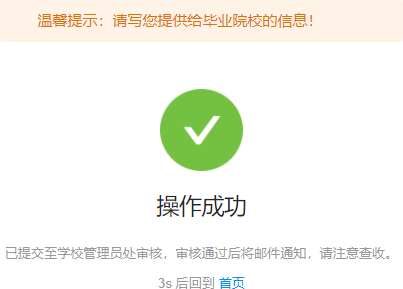 温馨提示：请写您提供给毕业院校的信息！
操作成功
已提交至学校管理员处审核，审核通过后将邮件通知，请注意查收。
3s 后回到 首页